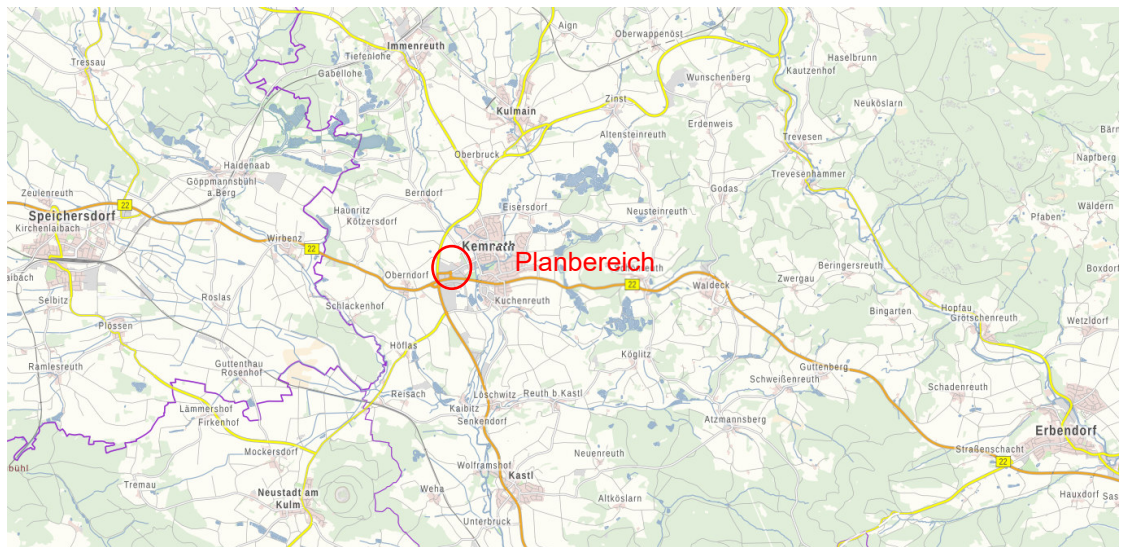 Aign
Oberwappenöst
Immenreuth
Tiefenlohe
Tressau
Haselbrunn
Kautzenhof
Gabellohe
Wunschenberg
Zinst
Neuköslarn
Kulmain
Erdenweis
Bärn
Altensteinreuth
Trevesen
Oberbruck
Napfberg
Haidenaab
Trevesenhammer
Göppmannsbühl
a.Berg
Zeulenreuth
Berndorf
Godas
22
Eisersdorf
Wäldern
Speichersdorf
Haunritz
Neusteinreuth
Pfaben
Kirchenlaibach
Kötzersdorf
Wirbenz
22
Kemnath
Planbereich
aibach
Oberndorf
Beringersreuth
Boxdorf
Zwergau
22
Waldeck
Seibitz
Roslas
Kuchenreuth
Schlackenhof
Hopfau
Bingarten
Grötschenreuth
Wetzldorf
Plössen
Höflas
Köglitz
Guttenthau
Rosenhof
Ramlesreuth
Guttenberg
Schweißenreuth
Schadenreuth
Reisach
Löschwitz
Reuth b.Kastl
Lämmershof
Kaibitz
Firkenhof
Senkendorf
Atzmannsberg
Erbendorf
Mockersdorf
Straßenschacht
Neuenreuth
22
bühl
Wolframshof
Kastl
Tremau
Weha
Neustadt am
Kulm
Altköslarn
Hauxdorf
Sas
Unterbruck